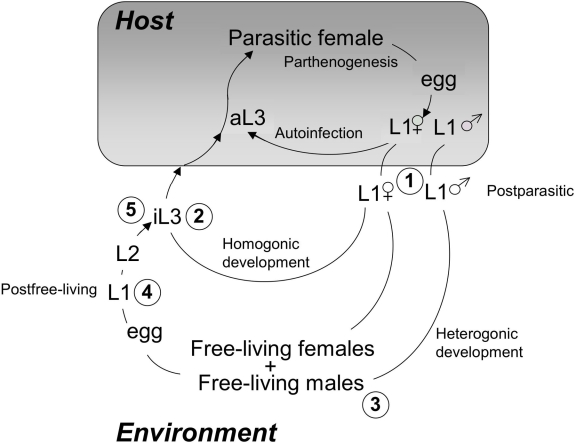 Host
Parasitic female
Parthenogenesis
egg
aL3
Autoinfection
L1♀ L1♂
L1♀ 1 L1♂ Postparasitic
5 iL3 2
Homogonic
development
L2
Postfree-living L1 4
egg
Heterogonic
development
Free-living females
+
Free-living males
3
Environment